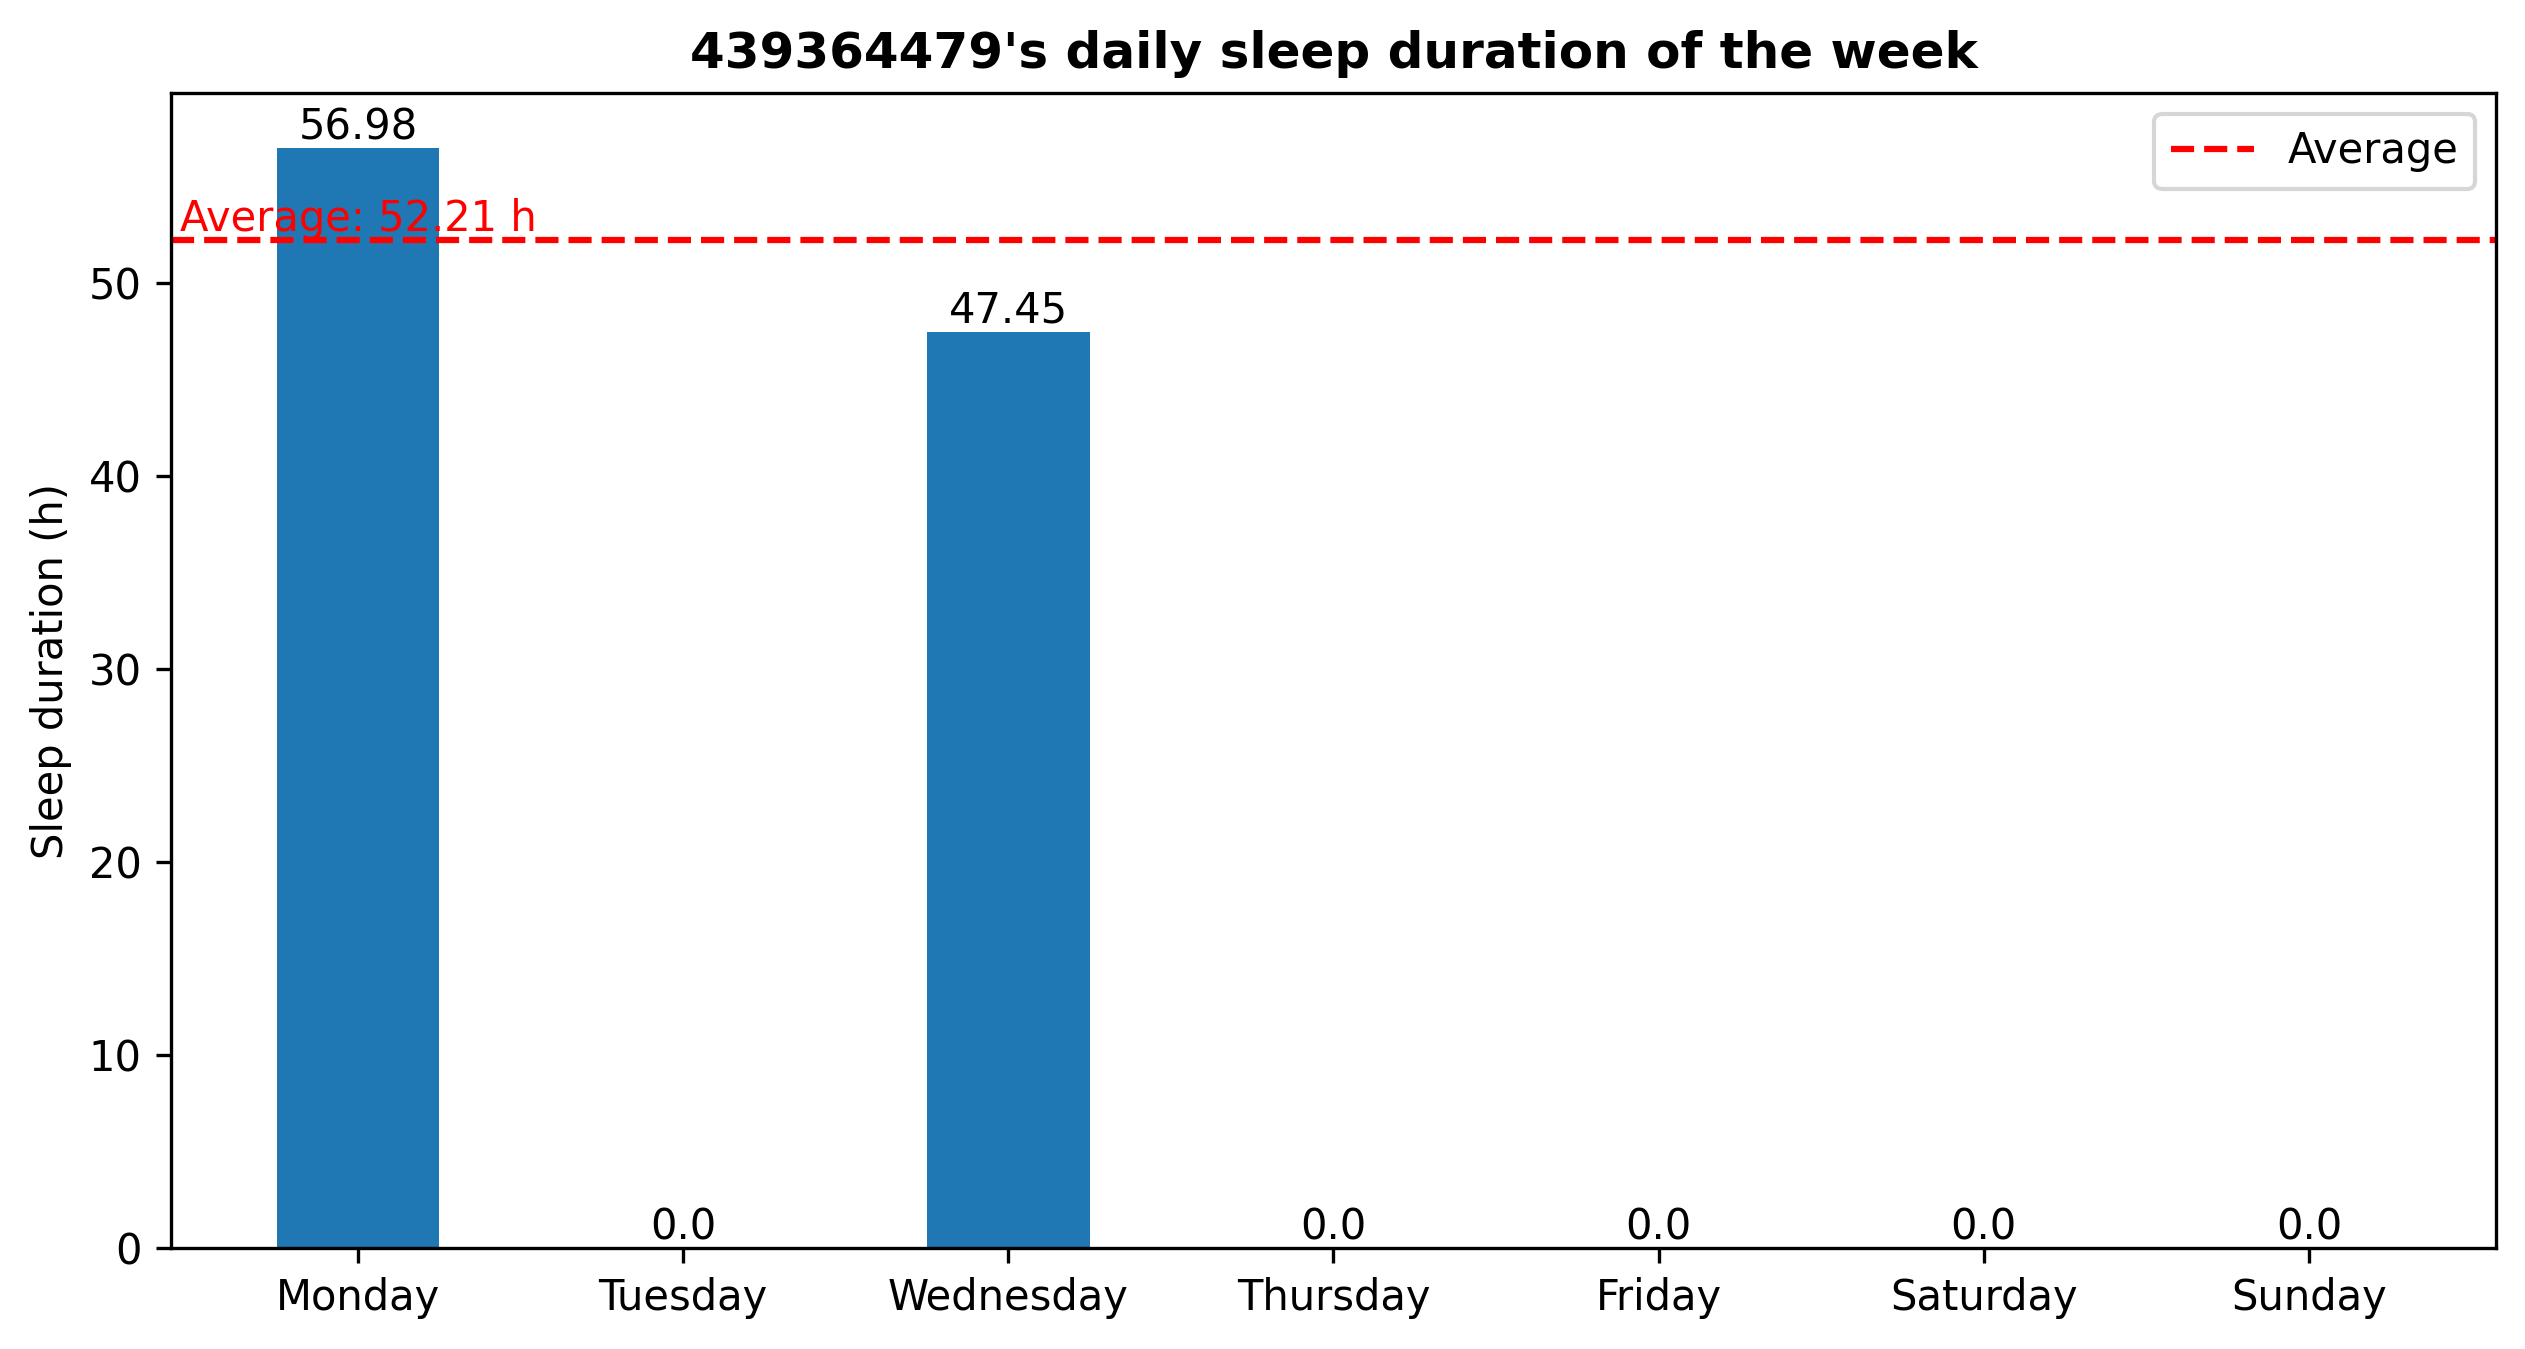 439364479's daily sleep duration of the week
56.98
Average
Average: 52.21 h
50
47.45
40
30
20
10
0
Sleep duration (h)
0.0
0.0
0.0
0.0
0.0
Monday
Tuesday
Wednesday
Thursday
Friday
Saturday
Sunday